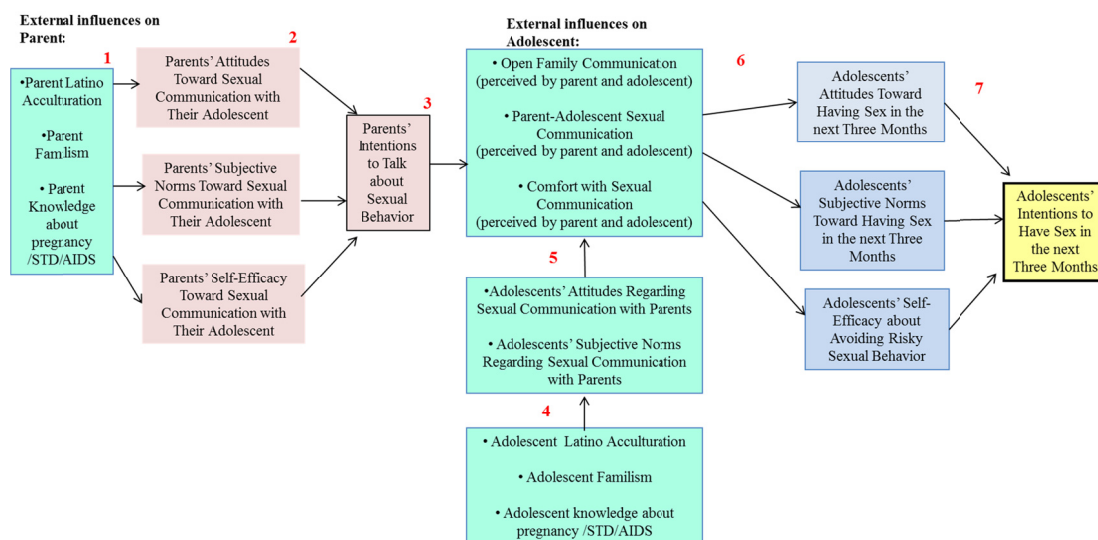 External influences on
Parent:
1
•Parent Latino
Acculturation
•Parent
Familism
• Parent
Knowledge
about
pregnancy
/STD/AIDS
2
Parents' Attitudes
Toward Sexual
Communication with
Their Adolescent
Parents' Subjective
Norms Toward Sexual
Communication with
Their Adolescent
Parents' Self-Efficacy
Toward Sexual
Communication with
Their Adolescent
3
Parents'
Intentions
to Talk
about
Sexual
Behavior
External influences on
Adolescent:
• Open Family Communicaton
(perceived by parent and adolescent)
• Parent-Adolescent Sexual
Communication
(perceived by parent and adolescent)
• Comfort with Sexual
Communication
(perceived by parent and adolescent)
5
• Adolescents' Attitudes Regarding
Sexual Communication with Parents
• Adolescents' Subjective Norms
Regarding Sexual Communication
with Parents
4
• Adolescent Latino Acculturation
• Adolescent Familism
• Adolescent knowledge about
pregnancy /STD/AIDS
6
Adolescents'
Attitudes Toward
Having Sex in the
next Three Months
Adolescents'
Subjective Norms
Toward Having Sex
in the next Three
Months
Adolescents' Self-
Efficacy about
Avoiding Risky
Sexual Behavior
7
Adolescents'
Intentions to
Have Sex in
the next
Three Months